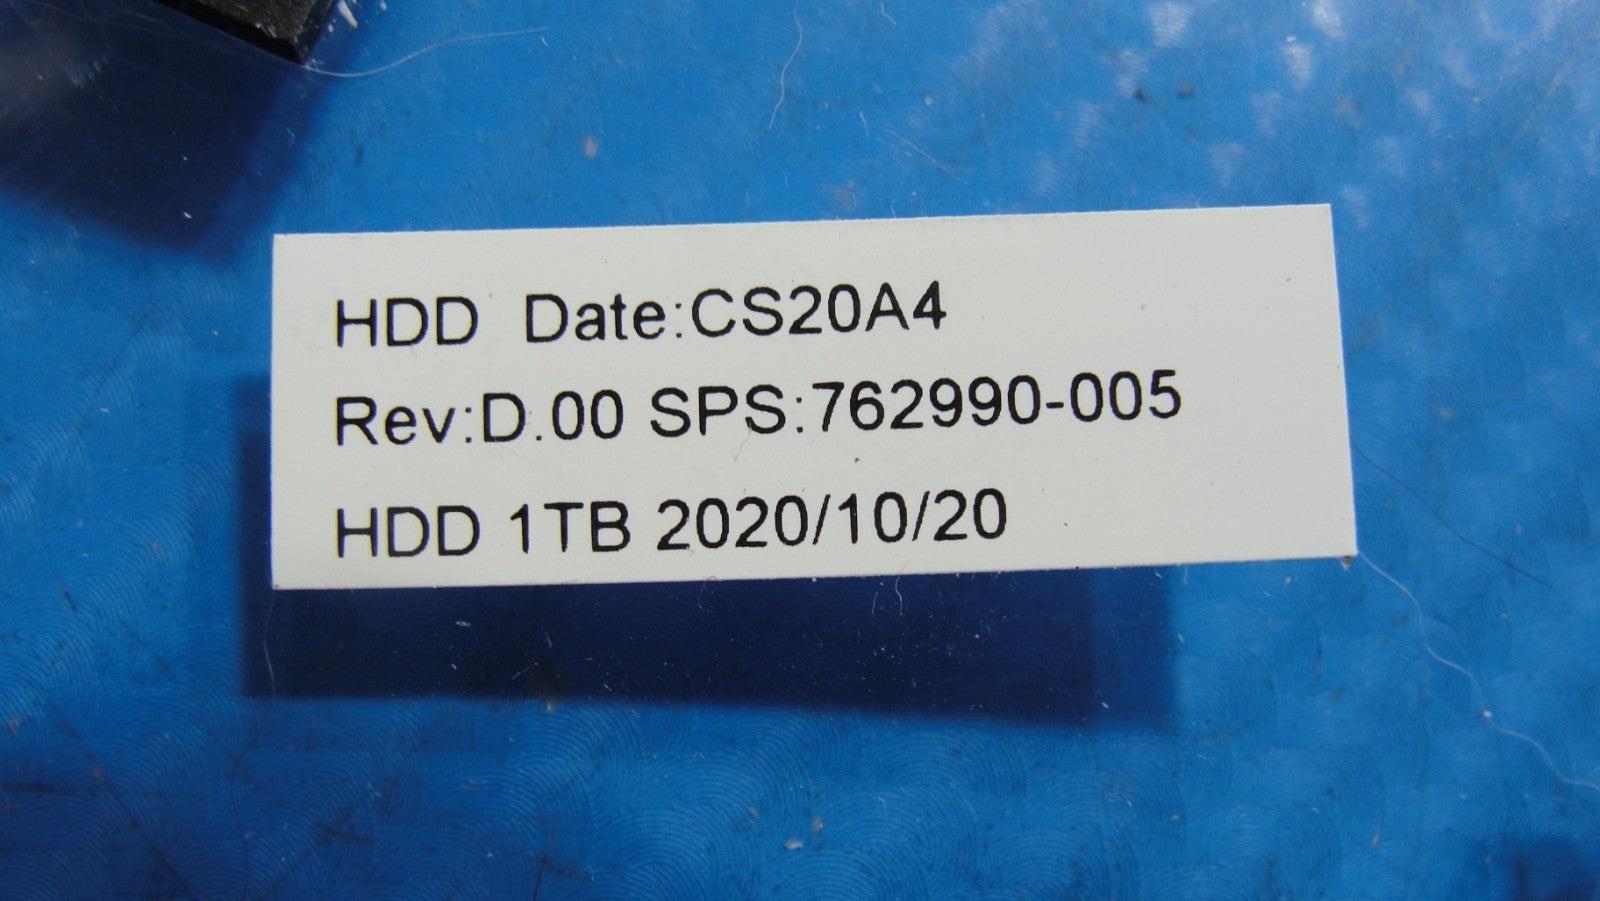 HDD Date:CS20A4
Rev:D.00 SPS:762990-005
HDD 1TB 2020/10/20